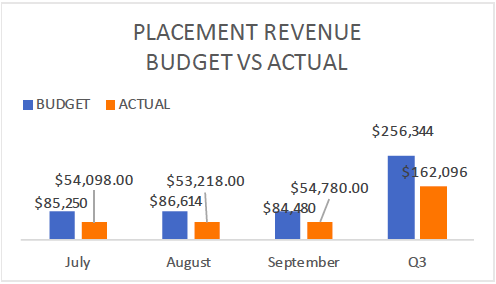 PLACEMENT REVENUE
BUDGET VS ACTUAL
BUDGET ACTUAL
$256,344
$162,096
$54,098.00 $53,218.00 $54,780.00
$85,250 $86,614 $84,480
July August September Q3